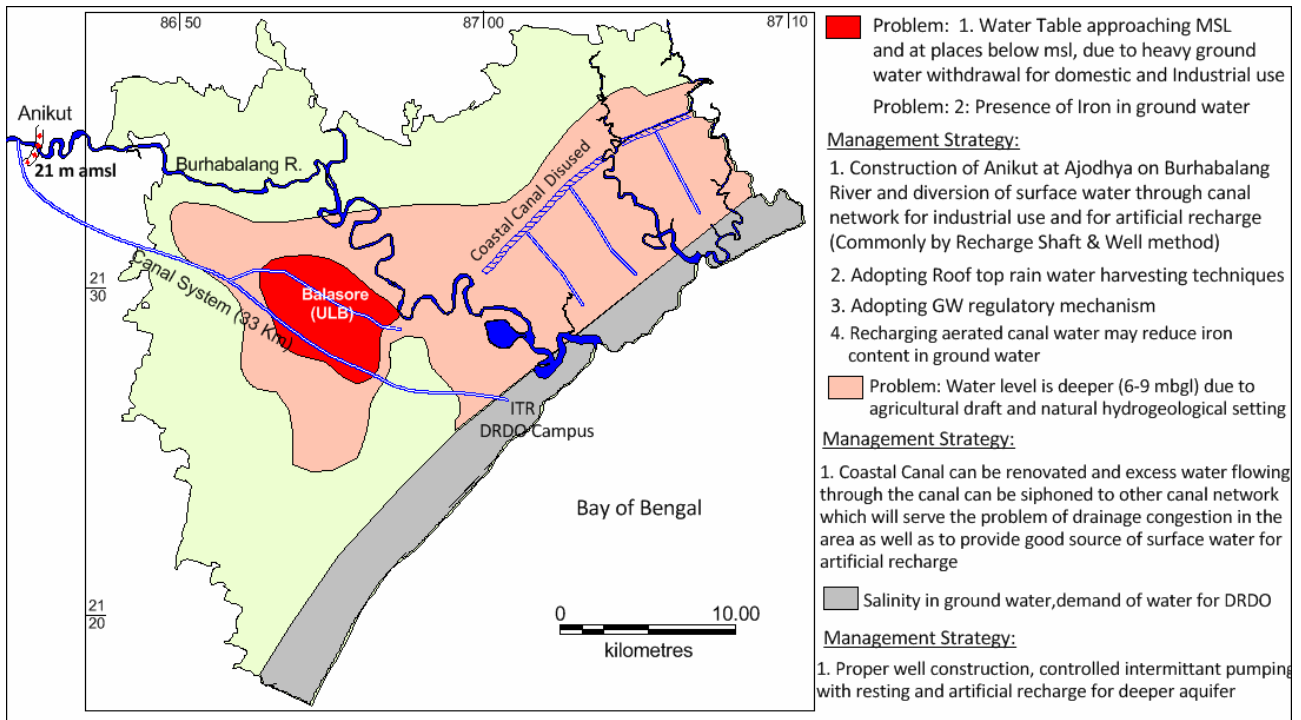 86 50
87 00
87 10
Anikut
21 m amsl
Burhabalang R.
Coastal Canal Disused
21
30
Canal System (33 Km)
Balasore
(ULB)
ITR
DRDO Campus
Bay of Bengal
21
20
0 10.00
kilometres
Problem: 1. Water Table approaching MSL
and at places below msl, due to heavy ground
water withdrawal for domestic and Industrial use
Problem: 2: Presence of Iron in ground water
Management Strategy:
1. Construction of Anikut at Ajodhya on Burhabalang
River and diversion of surface water through canal
network for industrial use and for artificial recharge
(Commonly by Recharge Shaft & Well method)
2. Adopting Roof top rain water harvesting techniques
3. Adopting GW regulatory mechanism
4. Recharging aerated canal water may reduce iron
content in ground water
Problem: Water level is deeper (6-9 mbgl) due to
agricultural draft and natural hydrogeological setting
Management Strategy:
1. Coastal Canal can be renovated and excess water flowing
through the canal can be siphoned to other canal network
which will serve the problem of drainage congestion in the
area as well as to provide good source of surface water for
artificial recharge
Salinity in ground water,demand of water for DRDO
Management Strategy:
1. Proper well construction, controlled intermittant pumping
with resting and artificial recharge for deeper aquifer